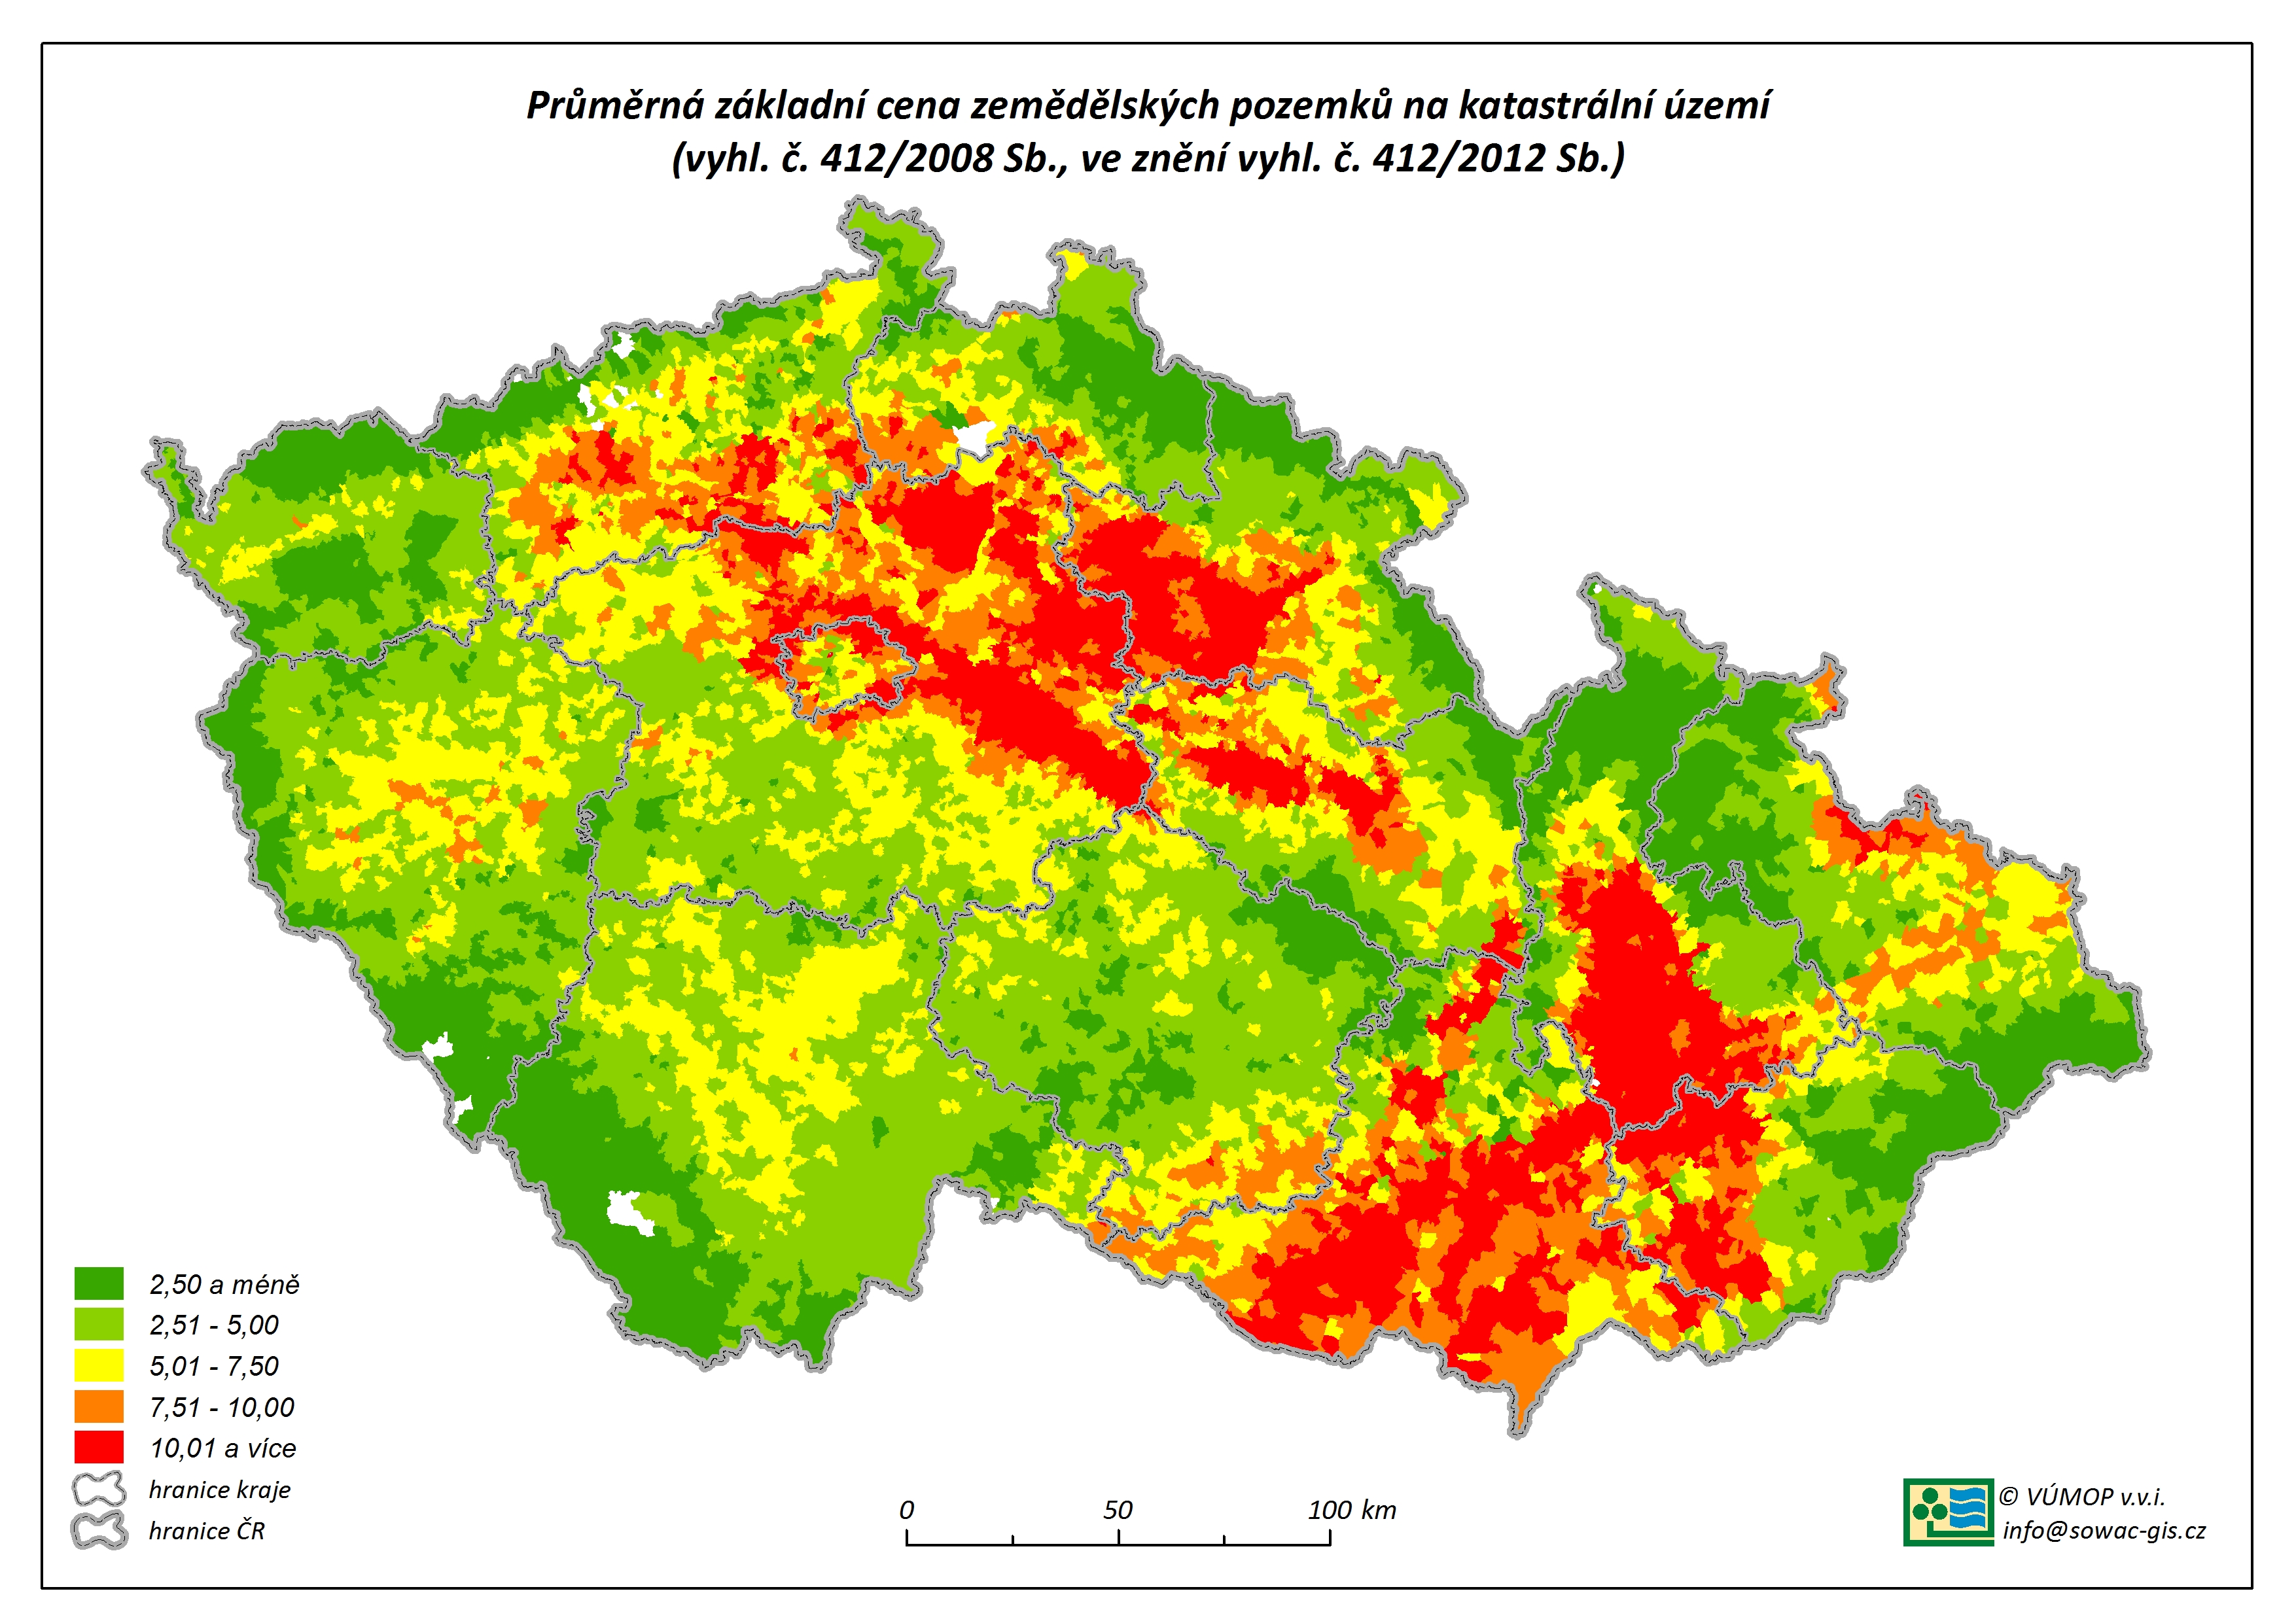 Průměrná základní cena zemědělských pozemků na katastrální území
(vyhl. č. 412/2008 Sb., ve znění vyhl. č. 412/2012 Sb.)
2,50 a méně
2,51 - 5,00
5,01 - 7,50
7,51 - 10,00
10,01 a více
hranice kraje
hranice ČR
0 50 100 km
© VÚMOP v.v.i.
info@sowac-gis.cz